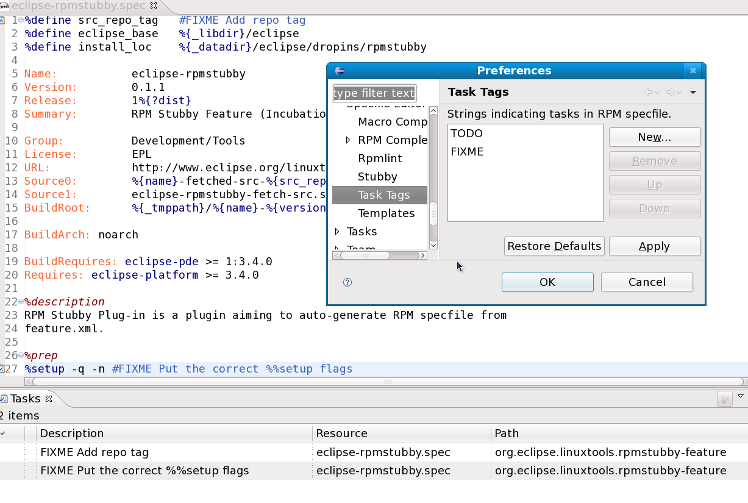 eclipse-rpmstubby.spec
1 %define src_repo_tag #FIXME Add repo tag
2 %define eclipse_base %{_libdir}/eclipse
3 %define install_loc %{_datadir}/eclipse/dropins/rpmstubby
4
5 Name: eclipse-rpmstubby
6 Version: 0.1.1
7 Release: 1%{?dist}
8 Summary: RPM Stubby Feature (Incubatio
9
10 Group: Development/Tools
11 License: EPL
12 URL: http://www.eclipse.org/linuxt
13 Source0: %{name}-fetched-src-%{src_rep
14 Source1: eclipse-rpmstubby-fetch-src.s
15 BuildRoot: %{_tmppath}/%{name}-%{version
16
17 BuildArch: noarch
18
19 BuildRequires: eclipse-pde >= 1:3.4.0
20 Requires: eclipse-platform >= 3.4.0
21
22 %description
23 RPM Stubby Plug-in is a plugin aiming to auto-generate RPM specfile from
24 feature.xml.
25
26 %prep
27 %setup -q -n #FIXME Put the correct %%setup flags
Preferences
type filter text
Macro Comp
RPM Comple
Rpmlint
Stubby
Task Tags
Templates
Tasks
Task Tags
Strings indicating tasks in RPM specfile.
TODO
FIXME
New...
Remove
Up
Down
Restore Defaults
Apply
OK
Cancel
Tasks
2 items
Description Resource Path
FIXME Add repo tag eclipse-rpmstubby.spec org.eclipse.linuxtools.rpmstubby-feature
FIXME Put the correct %%setup flags eclipse-rpmstubby.spec org.eclipse.linuxtools.rpmstubby-feature